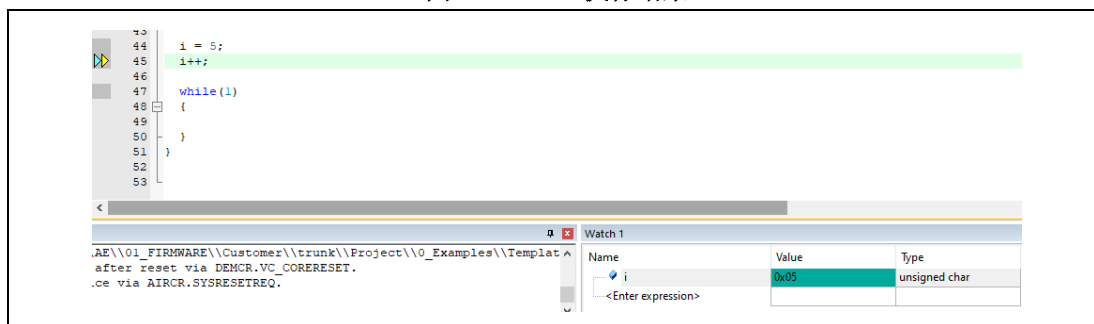 43
44 i = 5;
45 i++;
46
47 while(1)
48 {
49
50 }
51 }
52
53
Watch 1
.AE\\01_FIRMWARE\\Customer\\trunk\\Project\\0_Examples\\Templat
after reset via DEMCR.VC_CORERESET.
.ce via AIRCR.SYSRESETREQ.
Name Value Type
i 0x05 unsigned char
<Enter expression>